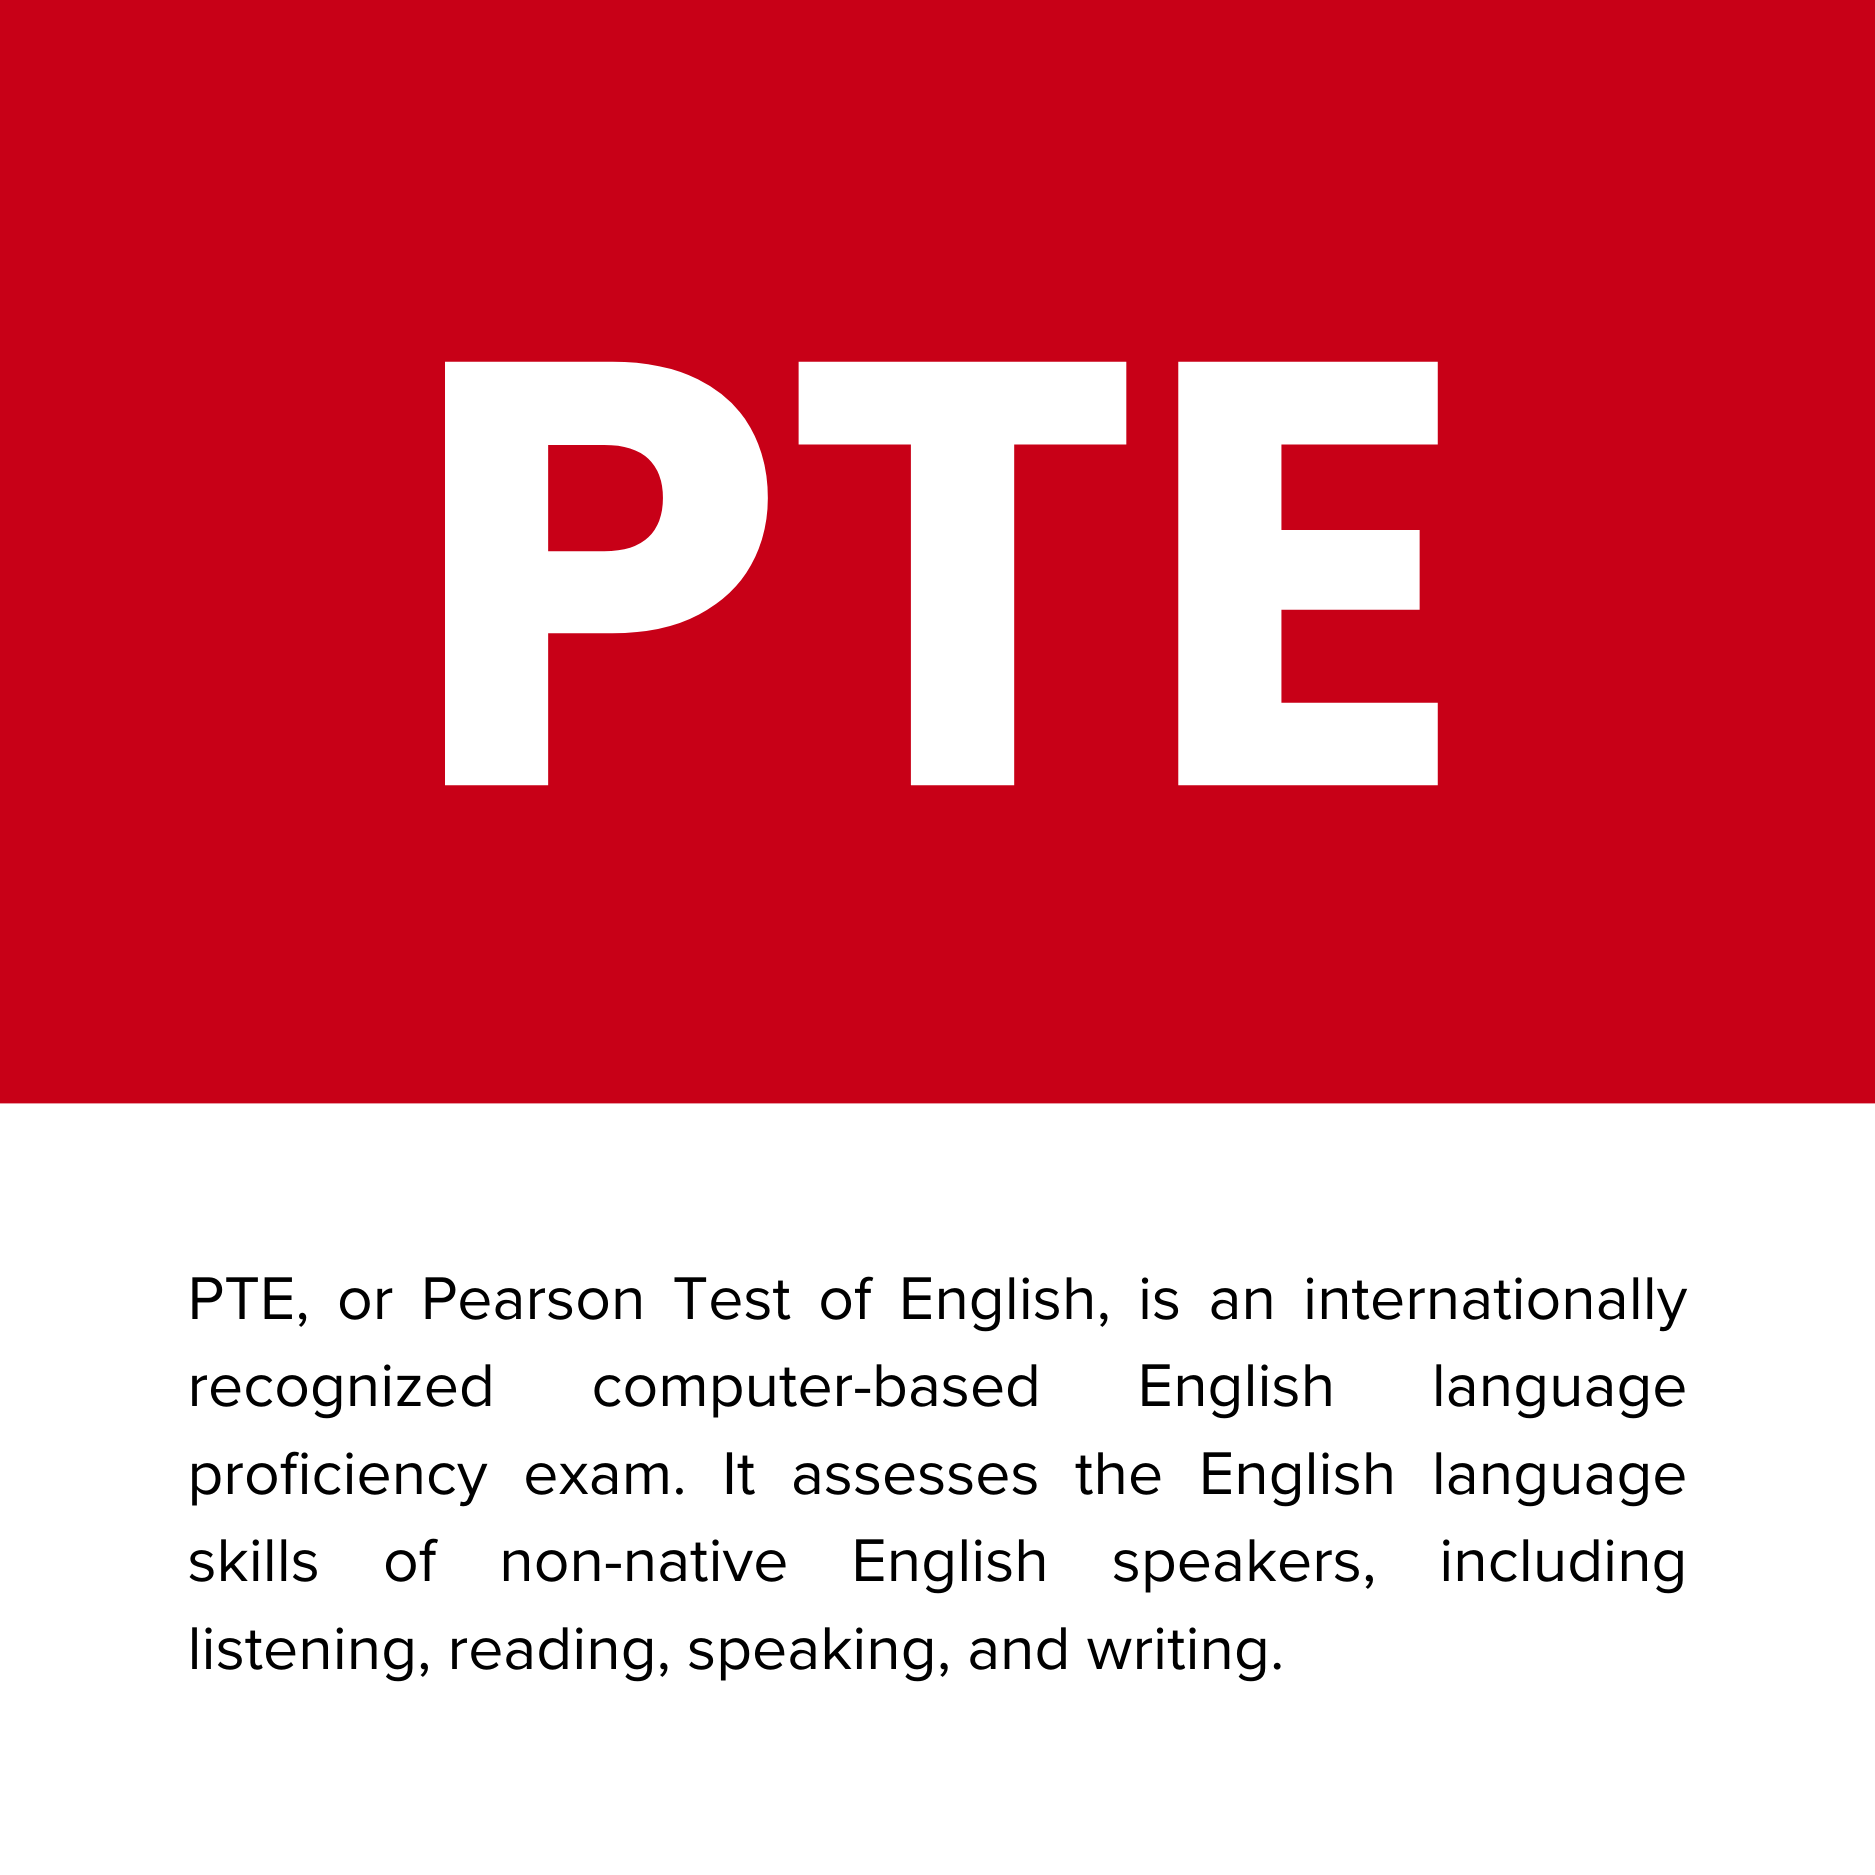 PTE
PTE, or Pearson Test of English, is an internationally
recognized computer-based English language
proficiency exam. It assesses the English language
skills of non-native English speakers, including
listening, reading, speaking, and writing.